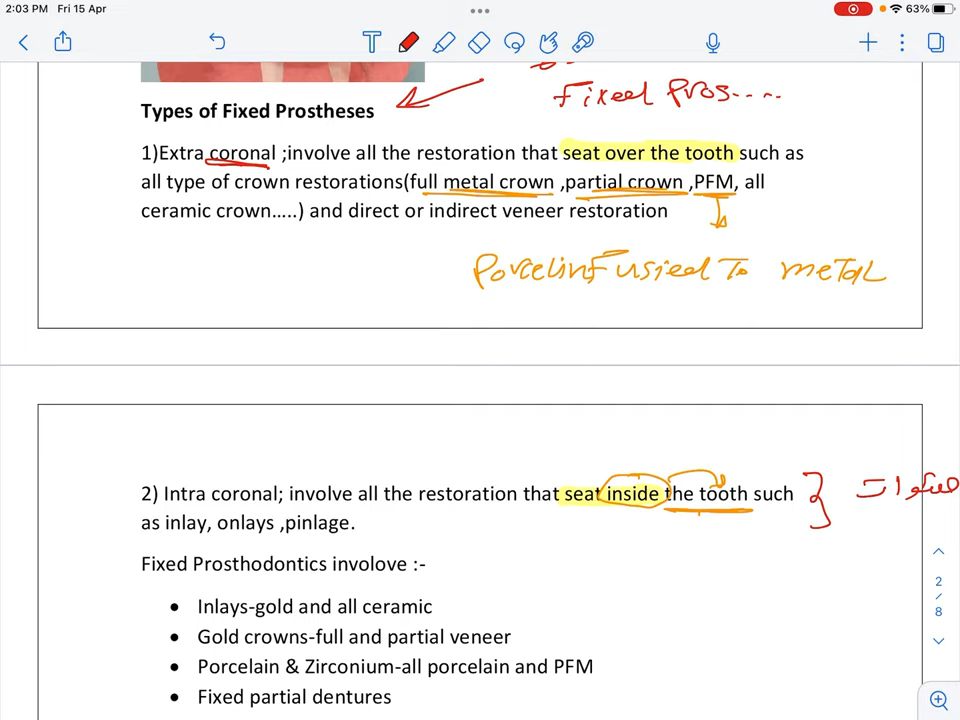 2:03 PM Fri 15 Apr
63%
Fixed Pros.....
Types of Fixed Prostheses
1)Extra coronal ;involve all the restoration that seat over the tooth such as
all type of crown restorations(full metal crown ,partial crown ,PFM, all
ceramic crown…..) and direct or indirect veneer restoration
Porcelinf usied To metal
2) Intra coronal; involve all the restoration that seat inside the tooth such
as inlay, onlays ,pinlage.
Fixed Prosthodontics involove :-
• Inlays-gold and all ceramic
• Gold crowns-full and partial veneer
• Porcelain & Zirconium-all porcelain and PFM
• Fixed partial dentures
2
/
8